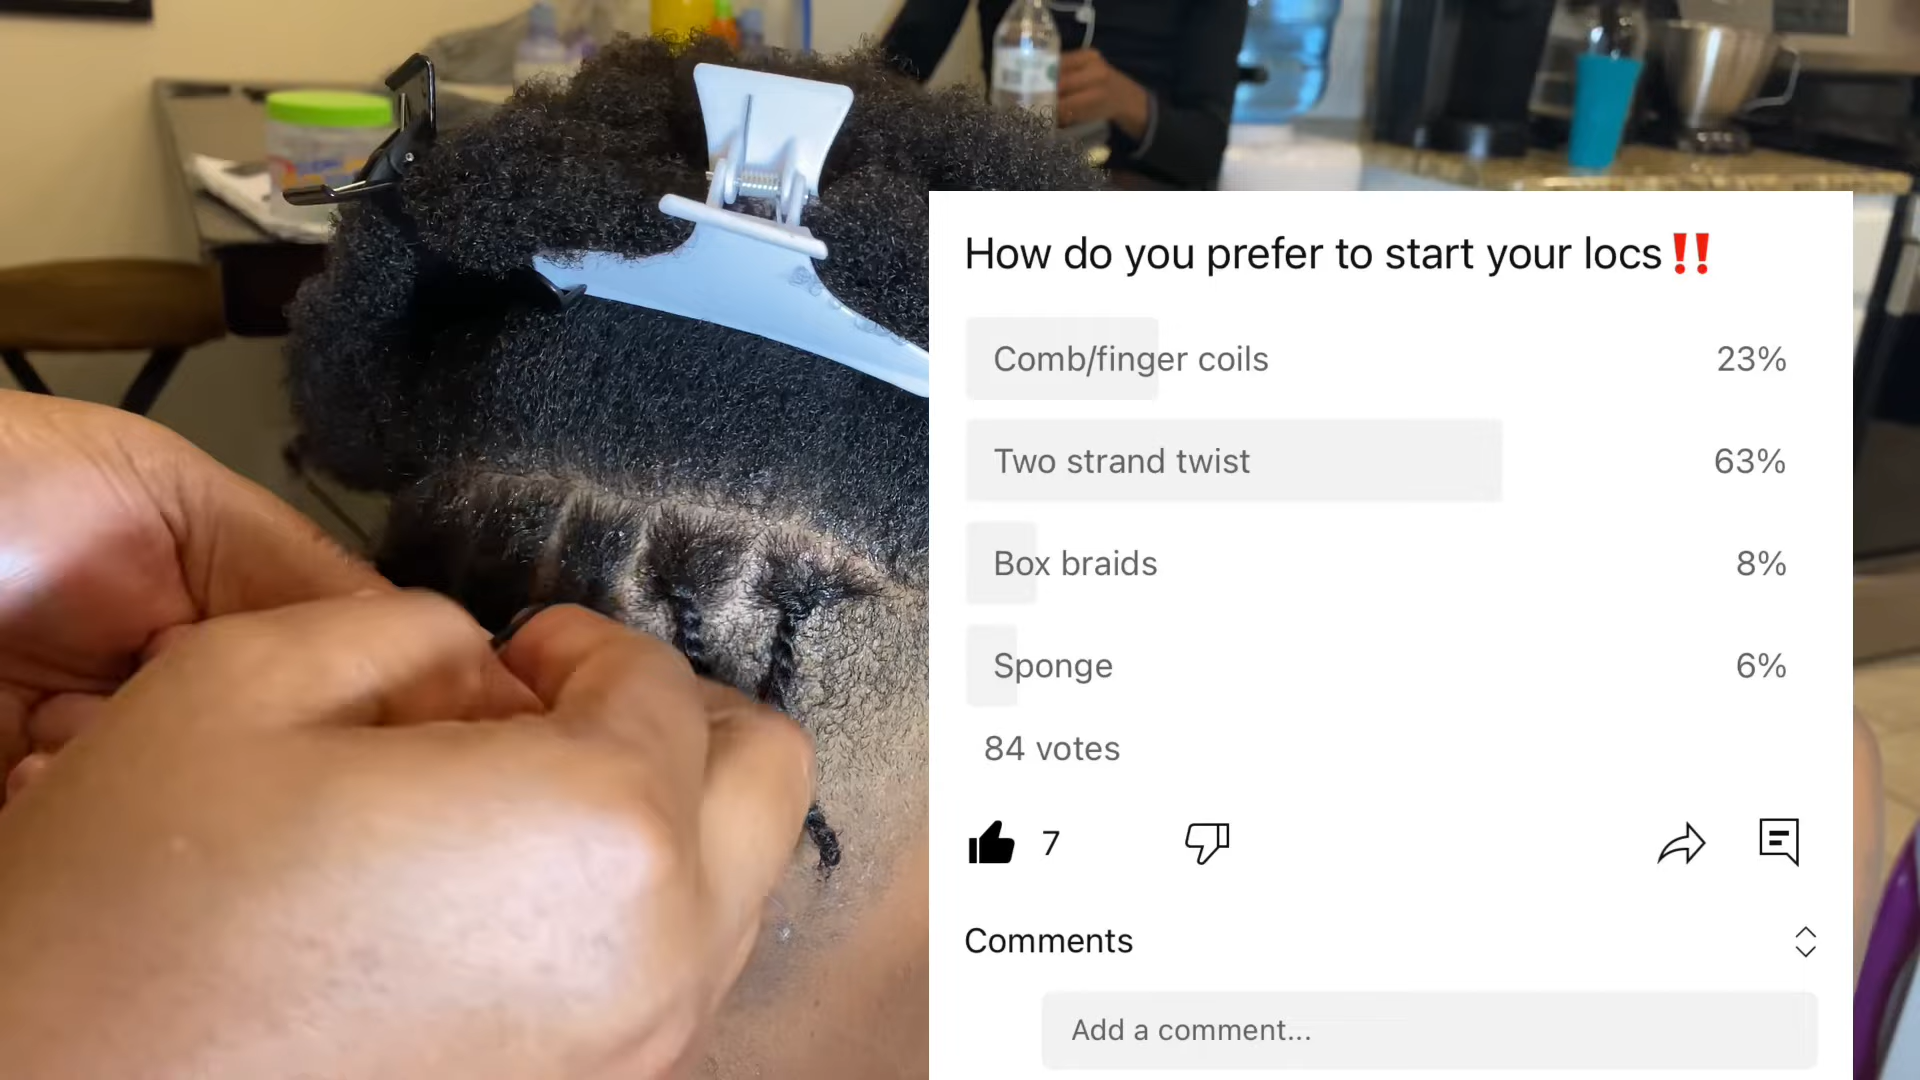 How do you prefer to start your locs‼️
Comb/finger coils 23%
Two strand twist 63%
Box braids 8%
Sponge 6%
84 votes
7
Comments
Add a comment...